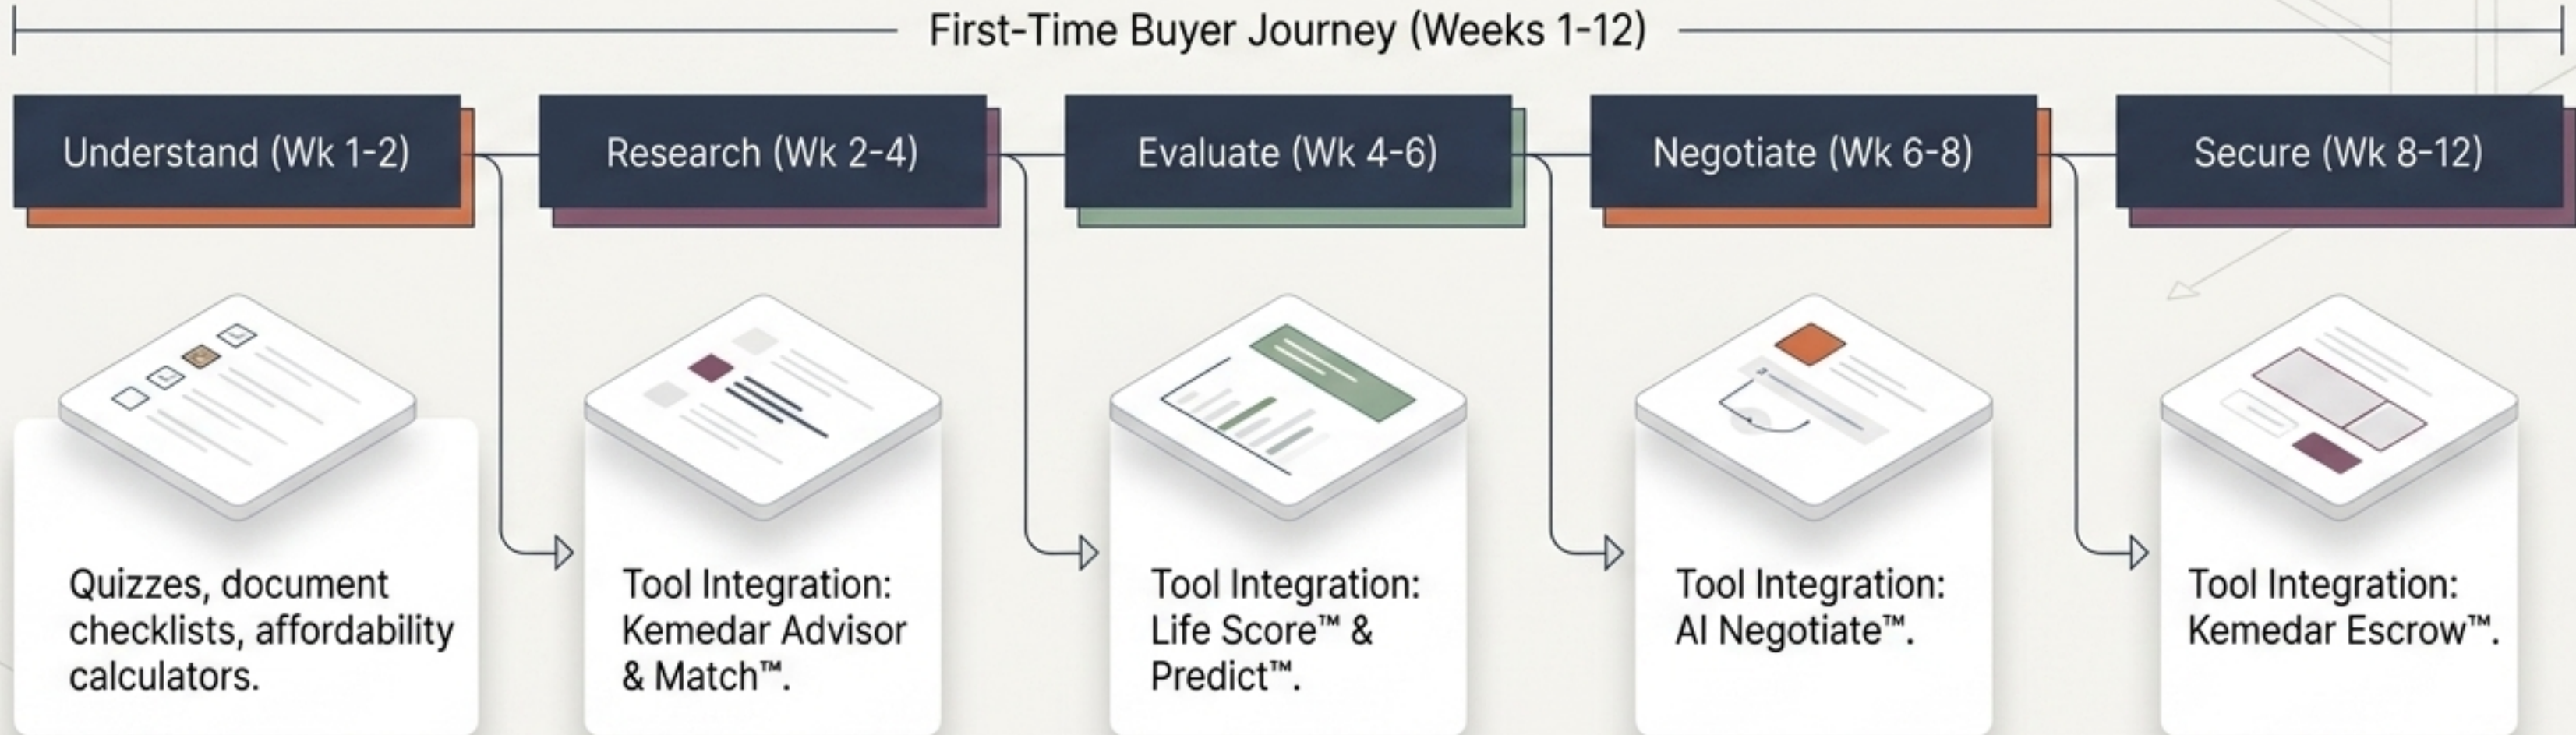 First-Time Buyer Journey (Weeks 1-12)
Understand (Wk 1-2)
Research (Wk 2-4)
Evaluate (Wk 4-6)
Negotiate (Wk 6-8)
Secure (Wk 8-12)
Quizzes, document
checklists, affordability
calculators.
Tool Integration:
Kemedar Advisor
& Match™.
Tool Integration:
Life Score™ &
Predict™.
Tool Integration:
AI Negotiate™.
Tool Integration:
Kemedar Escrow™.